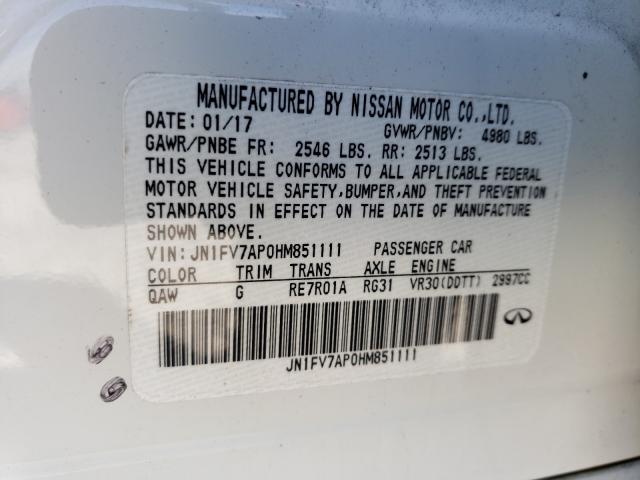 MANUFACTURED BY NISSAN MOTOR CO.,LTD.
DATE: 01/17 GVWR/PNBV: 4980 LBS.
GAWR/PNBE FR: 2546 LBS. RR: 2513 LBS.
THIS VEHICLE CONFORMS TO ALL APPLICABLE FEDERAL
MOTOR VEHICLE SAFETY,BUMPER,AND THEFT PREVENTION
STANDARDS IN EFFECT ON THE DATE OF MANUFACTURE
SHOWN ABOVE.
VIN: JN1FV7AP0HM851111 PASSENGER CAR
COLOR TRIM TRANS AXLE ENGINE
QAW G RE7R01A RG31 VR30(DDTT) 2997CC
JN1FV7AP0HM851111